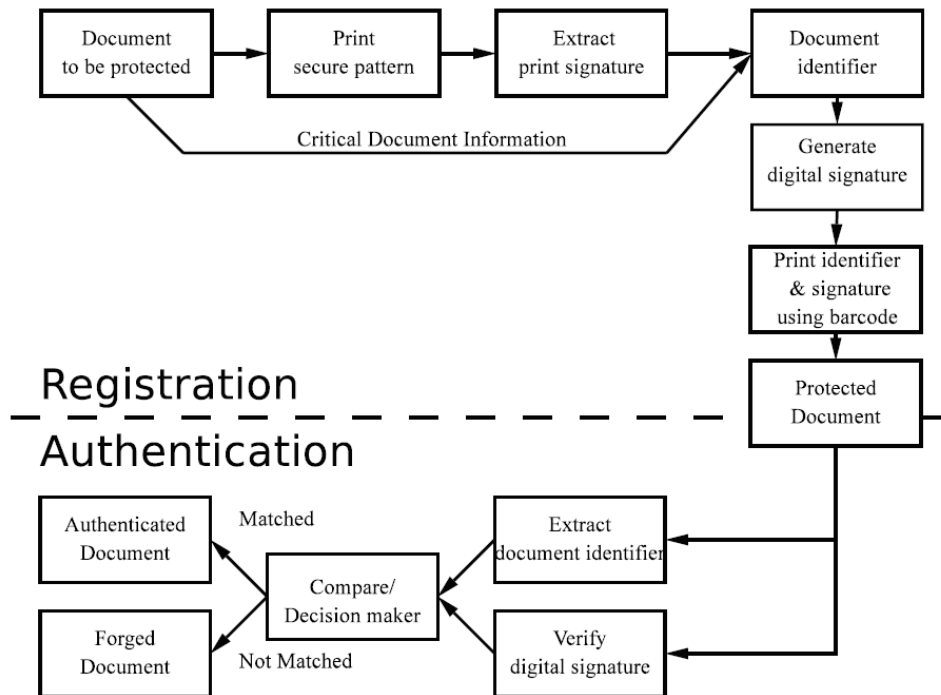 Document
to be protected
Print
secure pattern
Extract
print signature
Document
identifier
Critical Document Information
Generate
digital signature
Print identifier
& signature
using barcode
Registration
Protected
Document
Authentication
Authenticated
Document
Matched
Extract
document identifier
Compare/
Decision maker
Forged
Document
Not Matched
Verify
digital signature